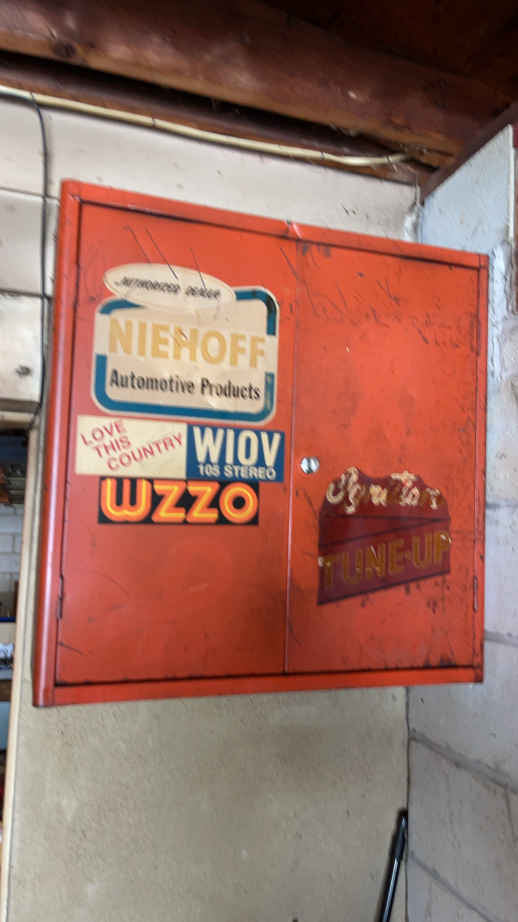 AUTHORIZED DEALER
NIEHOFF
Automotive Products
LOVE
THIS
COUNTRY
WIOV
105 STEREO
WZZO
TUNE-UP